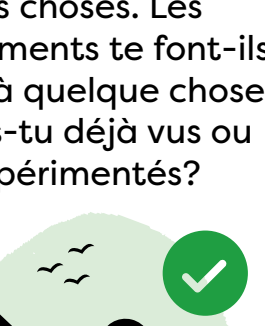 s choses. Les
ments te font-ils
à quelque chose
s-tu déjà vus ou
périmentés?